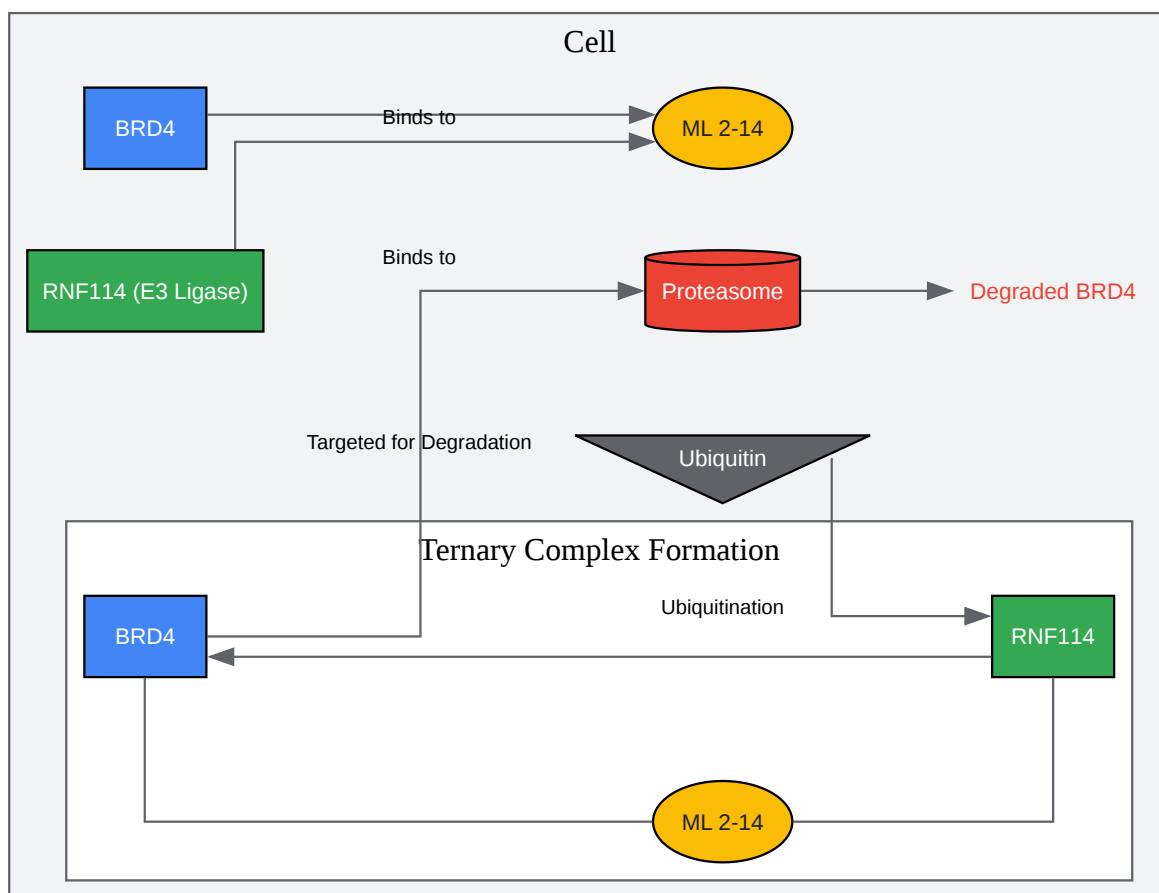 Cell
BRD4
Binds to
ML 2-14
RNF114 (E3 Ligase)
Binds to
Proteasome
Degraded BRD4
Targeted for Degradation
Ubiquitin
Ternary Complex Formation
BRD4
Ubiquitination
RNF114
ML 2-14